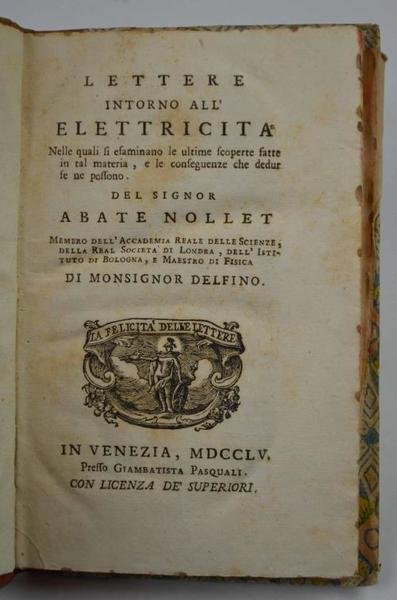 LETTERE
INTORNO ALL'
ELETTRICITÀ
Nelle quali si esaminano le ultime scoperte fatte
in tal materia, e le conseguenze che dedur
se ne possono.
DEL SIGNOR
ABATE NOLLET
MEMBRO DELL'ACCADEMIA REALE DELLE SCIENZE,
DELLA REAL SOCIETÀ DI LONDRA, DELL'ISTI-
TUTO DI BOLOGNA, E MAESTRO DI FISICA
DI MONSIGNOR DELFINO.
LA FELICITÀ DELLE LETTERE
IN VENEZIA, MDCCLV.
Presso GIAMBATISTA PASQUALI.
CON LICENZA DE' SUPERIORI.